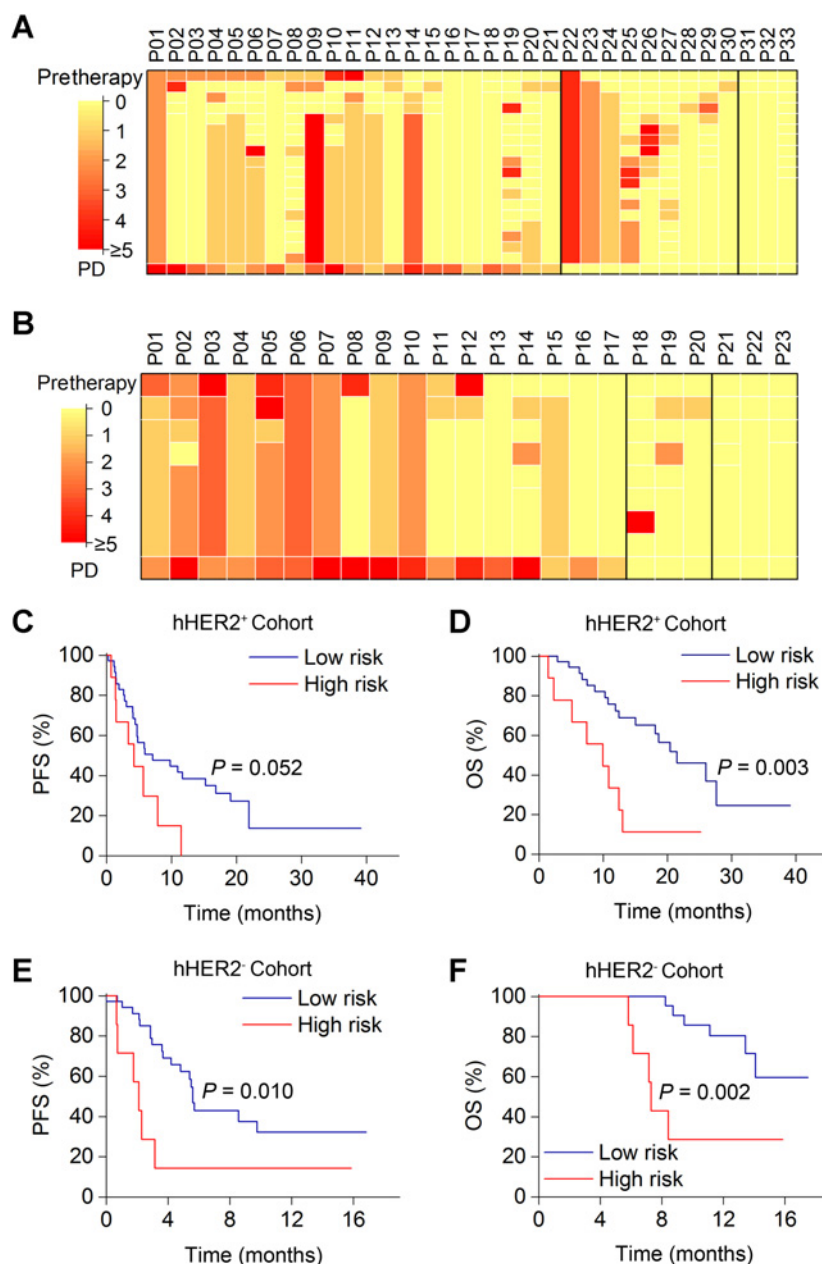 A
P01 P02 P03 P04 P05 P06 P07 P08 P09 P10 P11 P12 P13 P14 P15 P16 P17 P18 P19 P20 P21 P22 P23 P24 P25 P26 P27 P28 P29 P30 P31 P32 P33
Pretherapy
0
1
2
3
4
≥5
PD
B
P01 P02 P03 P04 P05 P06 P07 P08 P09 P10 P11 P12 P13 P14 P15 P16 P17 P18 P19 P20 P21 P22 P23
Pretherapy
0
1
2
3
4
≥5
PD
C
hHER2⁺ Cohort
Low risk
High risk
P = 0.052
PFS (%)
100
80
60
40
20
0
0 10 20 30 40
Time (months)
D
hHER2⁺ Cohort
Low risk
High risk
P = 0.003
OS (%)
100
80
60
40
20
0
0 10 20 30 40
Time (months)
E
hHER2⁻ Cohort
Low risk
High risk
P = 0.010
PFS (%)
100
80
60
40
20
0
0 4 8 12 16
Time (months)
F
hHER2⁻ Cohort
P = 0.002
Low risk
High risk
OS (%)
100
80
60
40
20
0
0 4 8 12 16
Time (months)